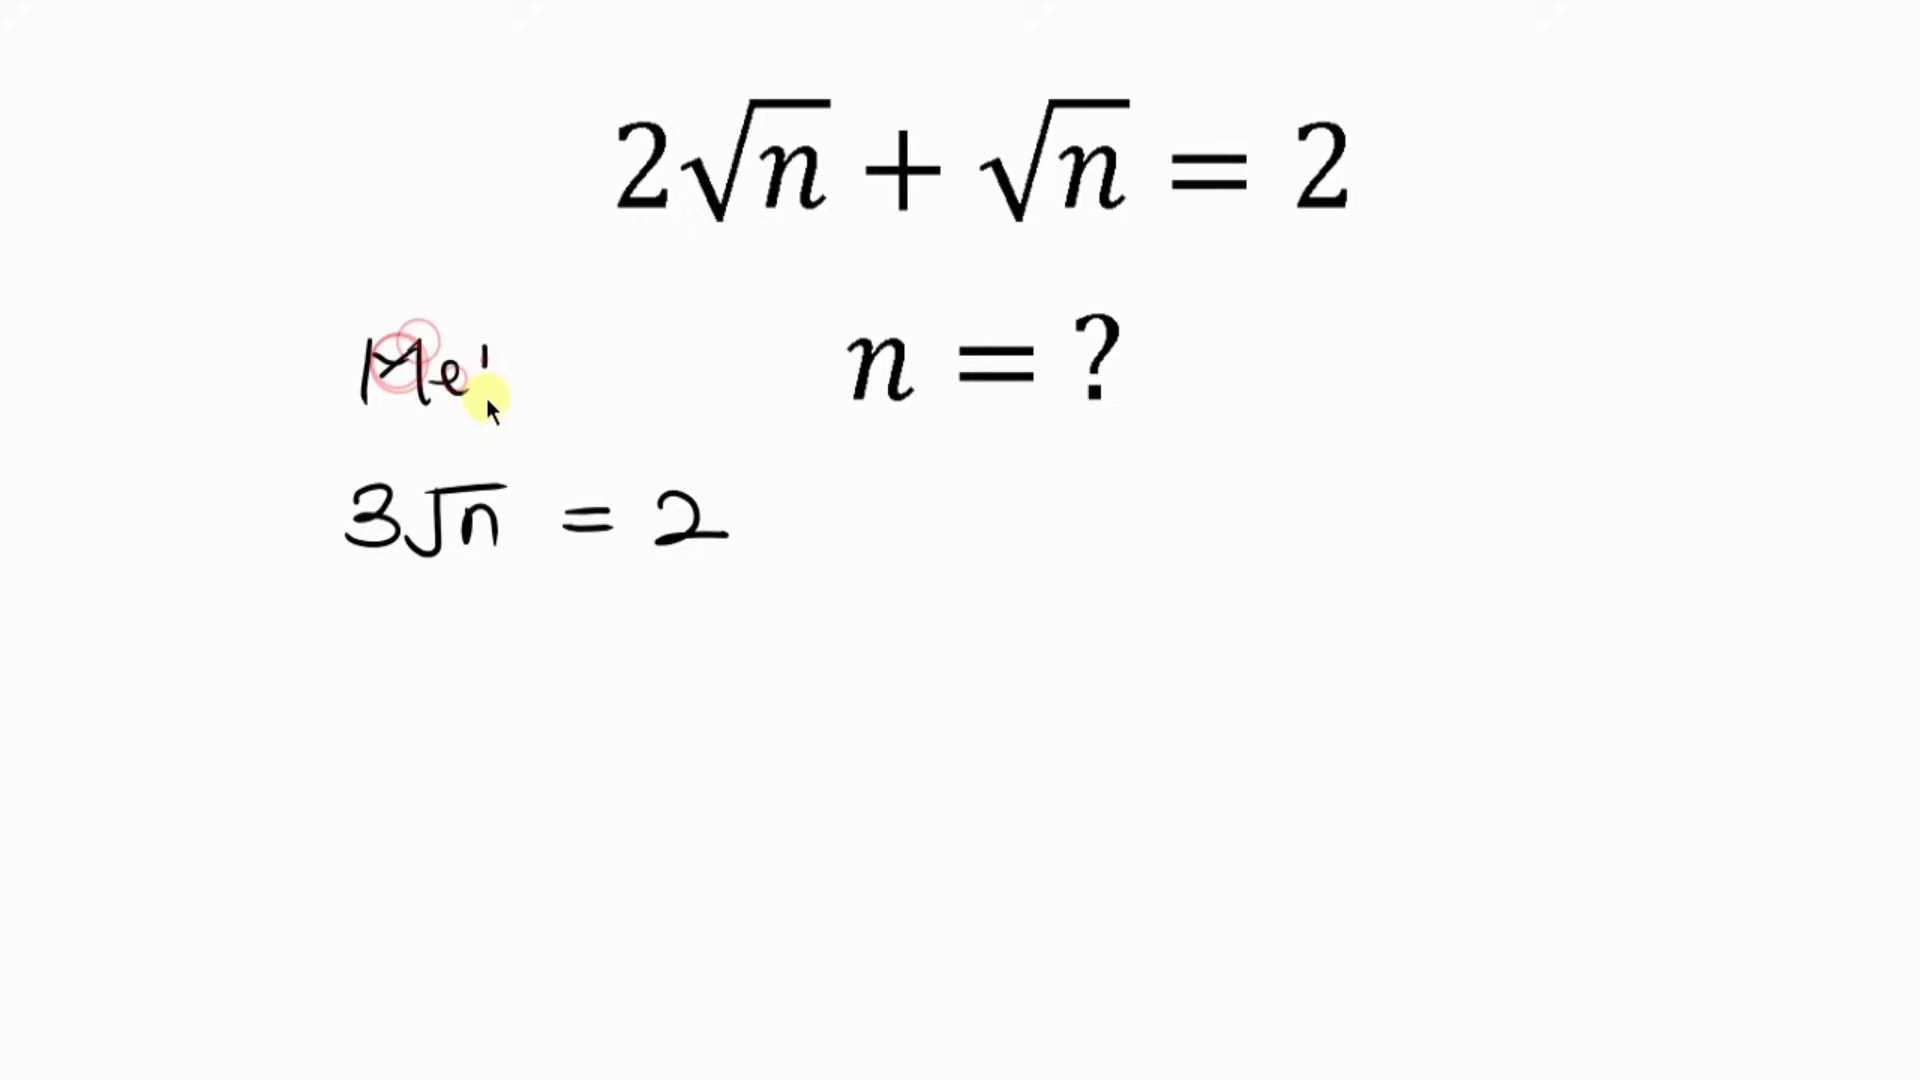 2√n + √n = 2
n = ?
Me
3√n = 2